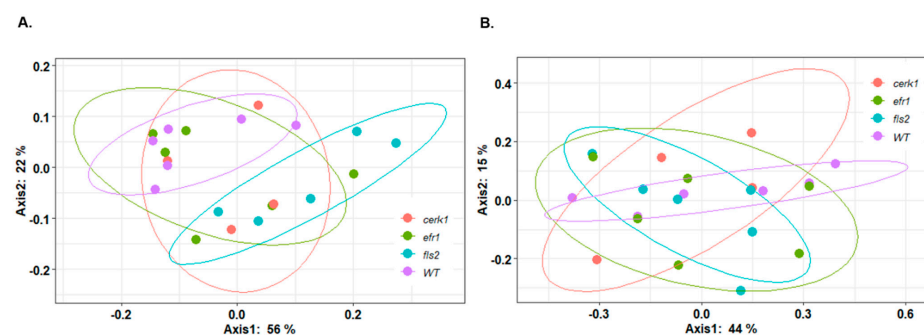 A.
0.2
0.1
0.0
-0.1
-0.2
Axis2: 22 %
-0.2
0.0
0.2
Axis1: 56 %
cerk1
efr1
fls2
WT
B.
0.4
0.2
0.0
-0.2
Axis2: 15 %
-0.3
0.0
0.3
0.6
Axis1: 44 %
cerk1
efr1
fls2
WT